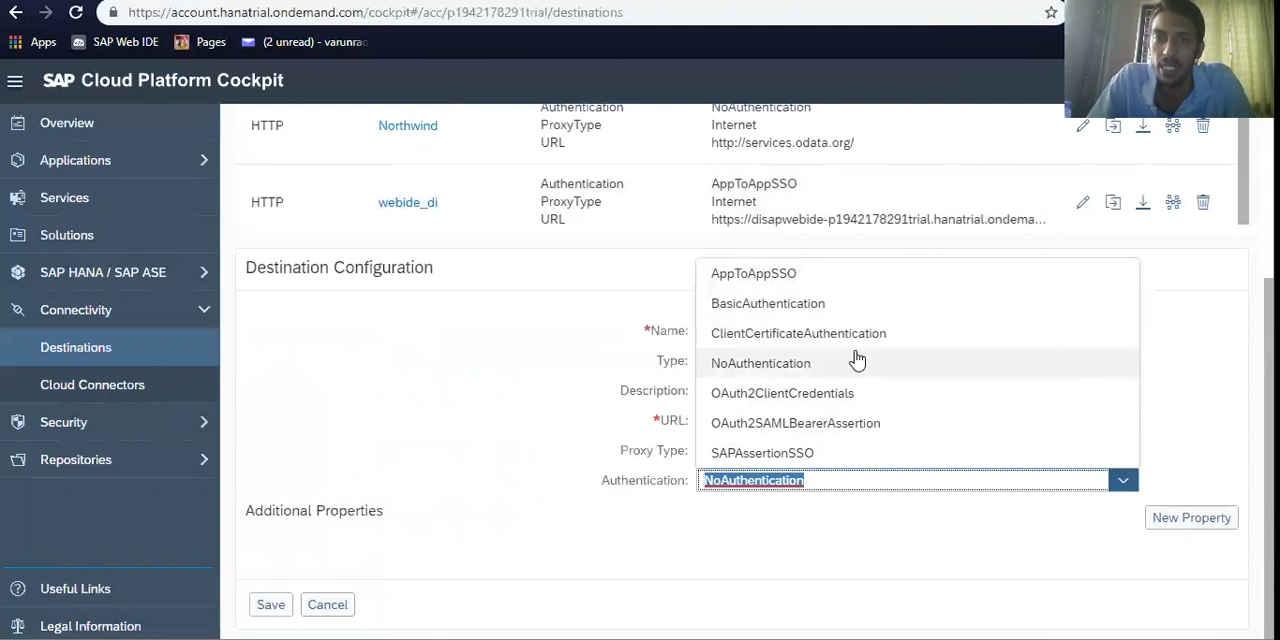 https://account.hanatrial.ondemand.com/cockpit#/acc/p1942178291trial/destinations
Apps SAP Web IDE Pages (2 unread) - varunrac
SAP Cloud Platform Cockpit
Overview
Applications
Services
Solutions
SAP HANA / SAP ASE
Connectivity
Destinations
Cloud Connectors
Security
Repositories
Useful Links
Legal Information
HTTP Northwind
Authentication NoAuthentication
ProxyType Internet
URL http://services.odata.org/
HTTP webide_di
Authentication AppToAppSSO
ProxyType Internet
URL https://disapwebide-p1942178291trial.hanatrial.ondema...
Destination Configuration
*Name:
Type:
Description:
*URL:
Proxy Type:
Authentication: NoAuthentication
AppToAppSSO
BasicAuthentication
ClientCertificateAuthentication
NoAuthentication
OAuth2ClientCredentials
OAuth2SAMLBearerAssertion
SAPAssertionSSO
Additional Properties
New Property
Save Cancel